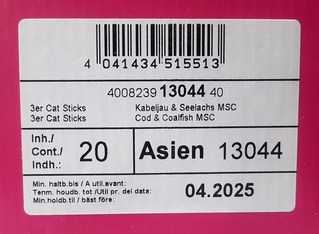 4 041434 515513
4008239 13044 40
3er Cat Sticks Kabeljau & Seelachs MSC
3er Cat Sticks Cod & Coalfish MSC
Inh./
Cont./
Indh.:
20
Asien 13044
Min. haltb.bis / A util.avant:
Tenm. houdb. tot /Util pr. del data:
Min.holdb.til / bäst före:
04.2025